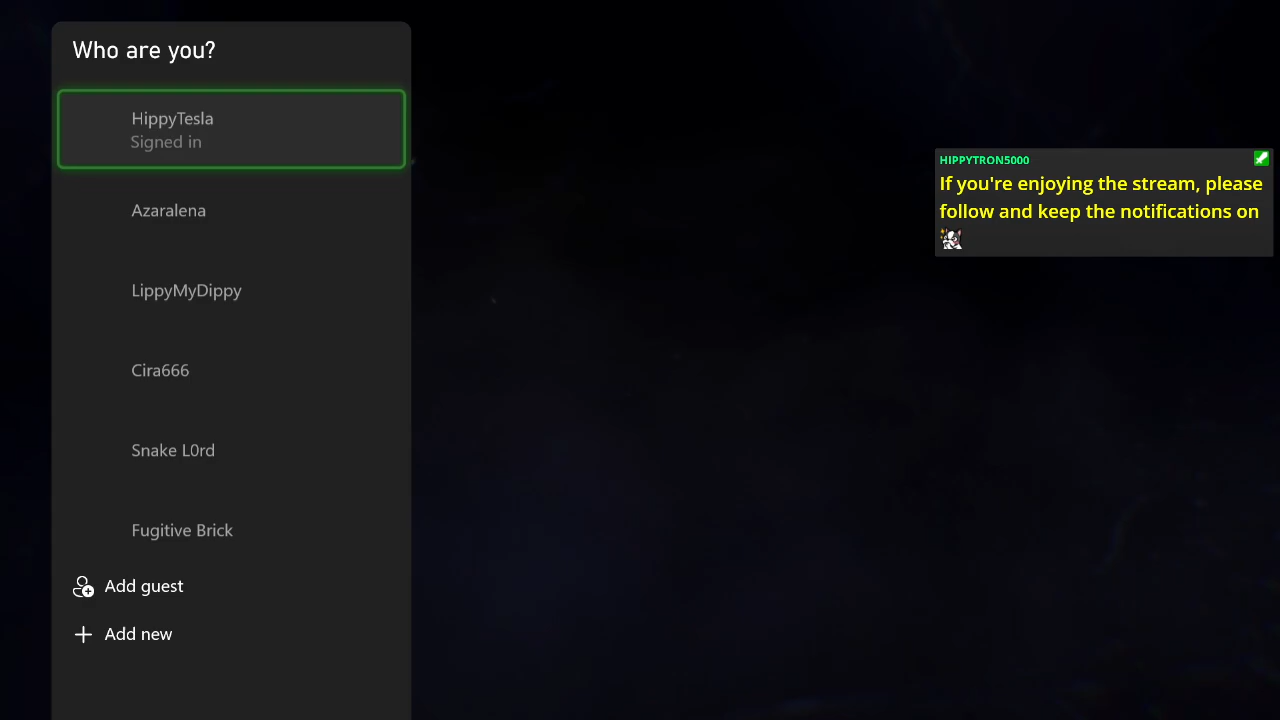 Who are you?
HippyTesla
Signed in
Azaralena
LippyMyDippy
Cira666
Snake L0rd
Fugitive Brick
Add guest
Add new
HIPPYTRON5000
If you're enjoying the stream, please
follow and keep the notifications on